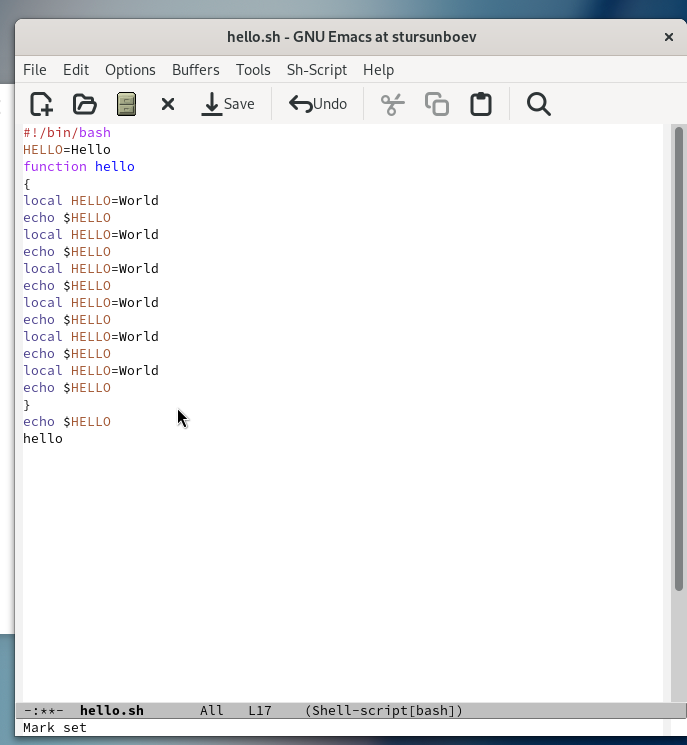 hello.sh - GNU Emacs at stursunboev
File Edit Options Buffers Tools Sh-Script Help
Save Undo
#!/bin/bash
HELLO=Hello
function hello
{
local HELLO=World
echo $HELLO
local HELLO=World
echo $HELLO
local HELLO=World
echo $HELLO
local HELLO=World
echo $HELLO
local HELLO=World
echo $HELLO
local HELLO=World
echo $HELLO
}
echo $HELLO
hello
-:**- hello.sh All L17 (Shell-script[bash])
Mark set